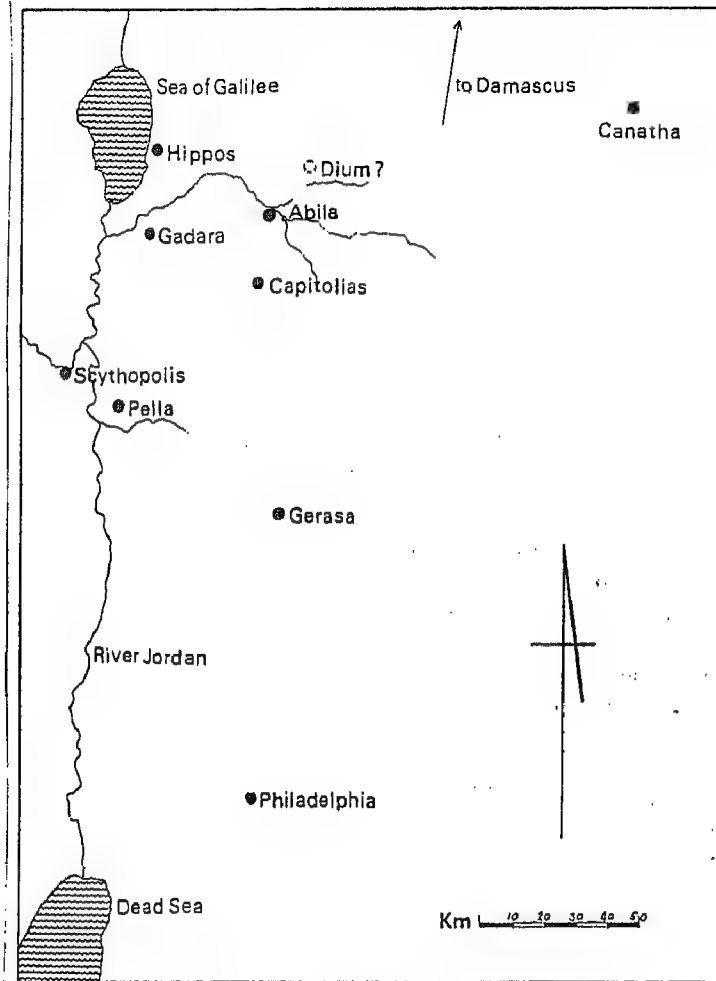 Sea of Galilee
to Damascus
Canatha
Hippos
Dium?
Abila
Gadara
Capitolias
Scythopolis
Pella
Gerasa
River Jordan
Philadelphia
Dead Sea
Km 10 20 30 40 50